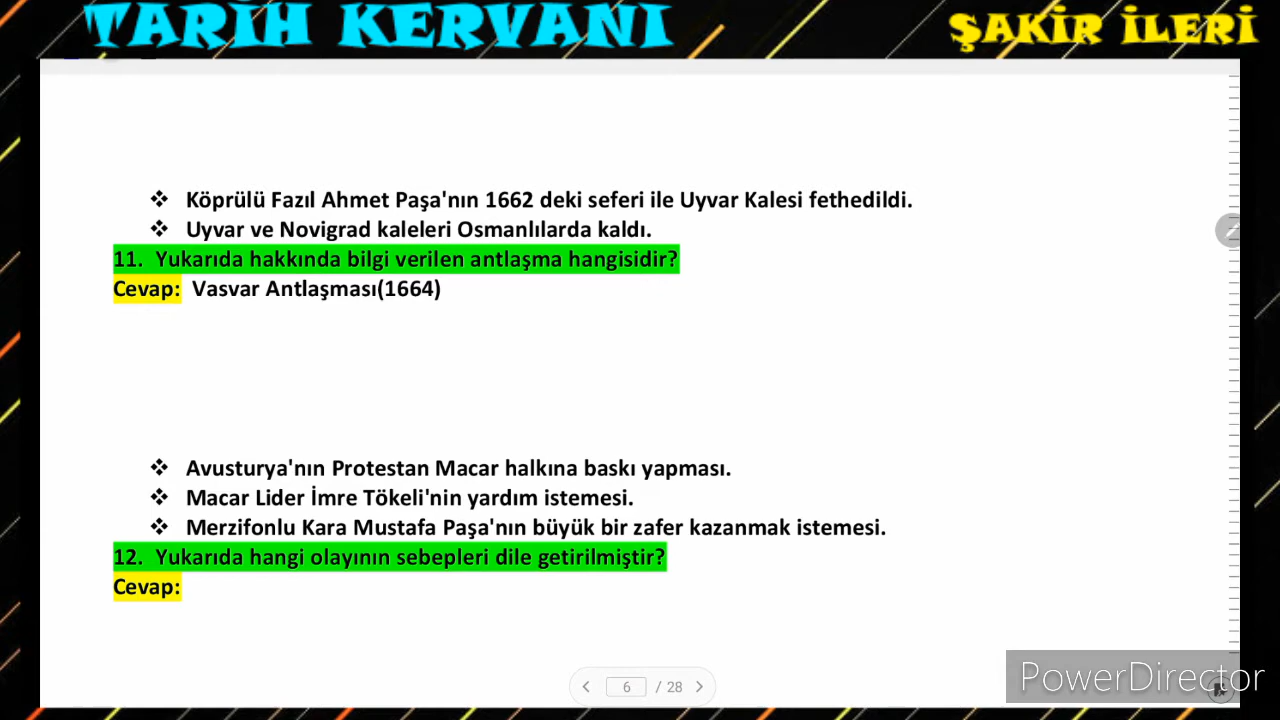 TARİH KERVANI
ŞAKİR İLERİ
❖ Köprülü Fazıl Ahmet Paşa'nın 1662 deki seferi ile Uyvar Kalesi fethedildi.
❖ Uyvar ve Novigrad kaleleri Osmanlılarda kaldı.
11. Yukarıda hakkında bilgi verilen antlaşma hangisidir?
Cevap: Vasvar Antlaşması(1664)
❖ Avusturya'nın Protestan Macar halkına baskı yapması.
❖ Macar Lider İmre Tökeli'nin yardım istemesi.
❖ Merzifonlu Kara Mustafa Paşa'nın büyük bir zafer kazanmak istemesi.
12. Yukarıda hangi olayının sebepleri dile getirilmiştir?
Cevap:
6 / 28
PowerDirector